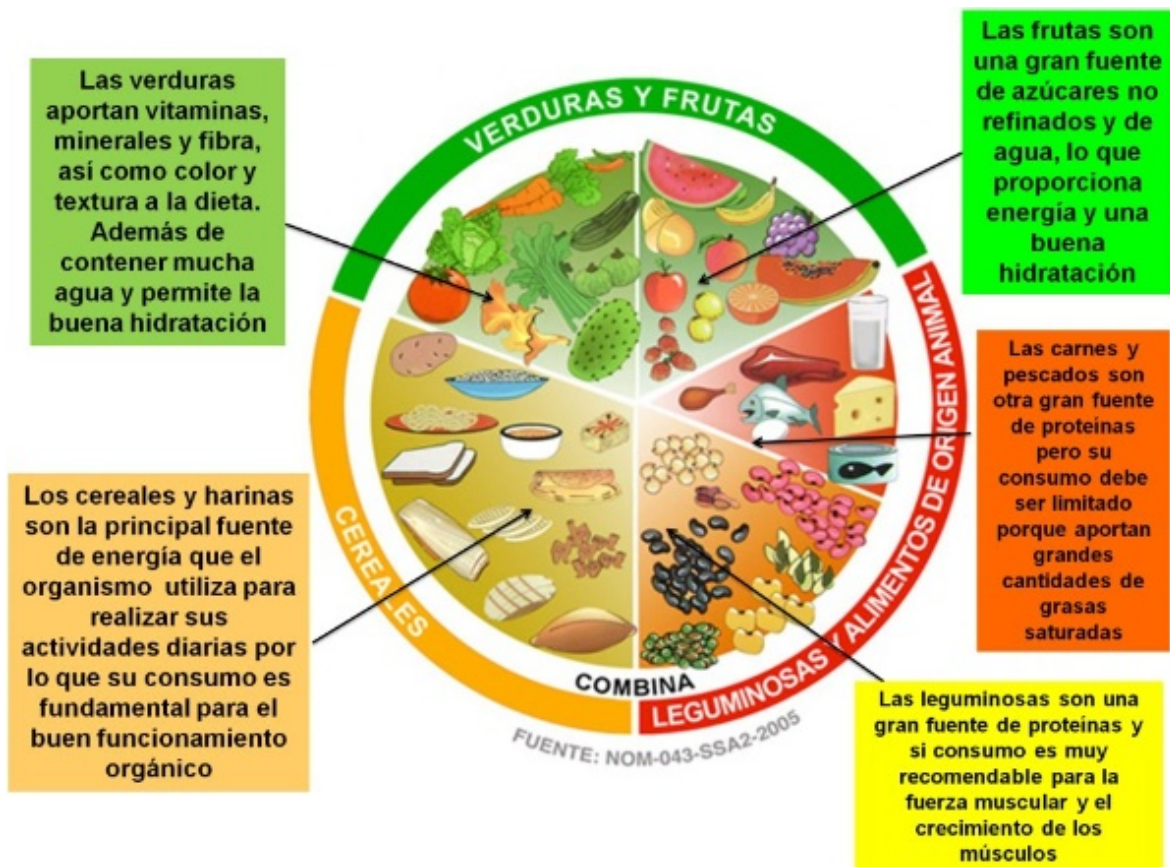 Las verduras
aportan vitaminas,
minerales y fibra,
así como color y
textura a la dieta.
Además de
contener mucha
agua y permite la
buena hidratación
VERDURAS Y FRUTAS
Las frutas son
una gran fuente
de azúcares no
refinados y de
agua, lo que
proporciona
energía y una
buena
hidratación
Los cereales y harinas
son la principal fuente
de energía que el
organismo utiliza para
realizar sus
actividades diarias por
lo que su consumo es
fundamental para el
buen funcionamiento
orgánico
CEREALES
COMBINA
LEGUMINOSAS Y ALIMENTOS DE ORIGEN ANIMAL
FUENTE: NOM-043-SSA2-2005
Las carnes y
pescados son
otra gran fuente
de proteínas
pero su
consumo debe
ser limitado
porque aportan
grandes
cantidades de
grasas
saturadas
Las leguminosas son una
gran fuente de proteínas y
si consumo es muy
recomendable para la
fuerza muscular y el
crecimiento de los
músculos